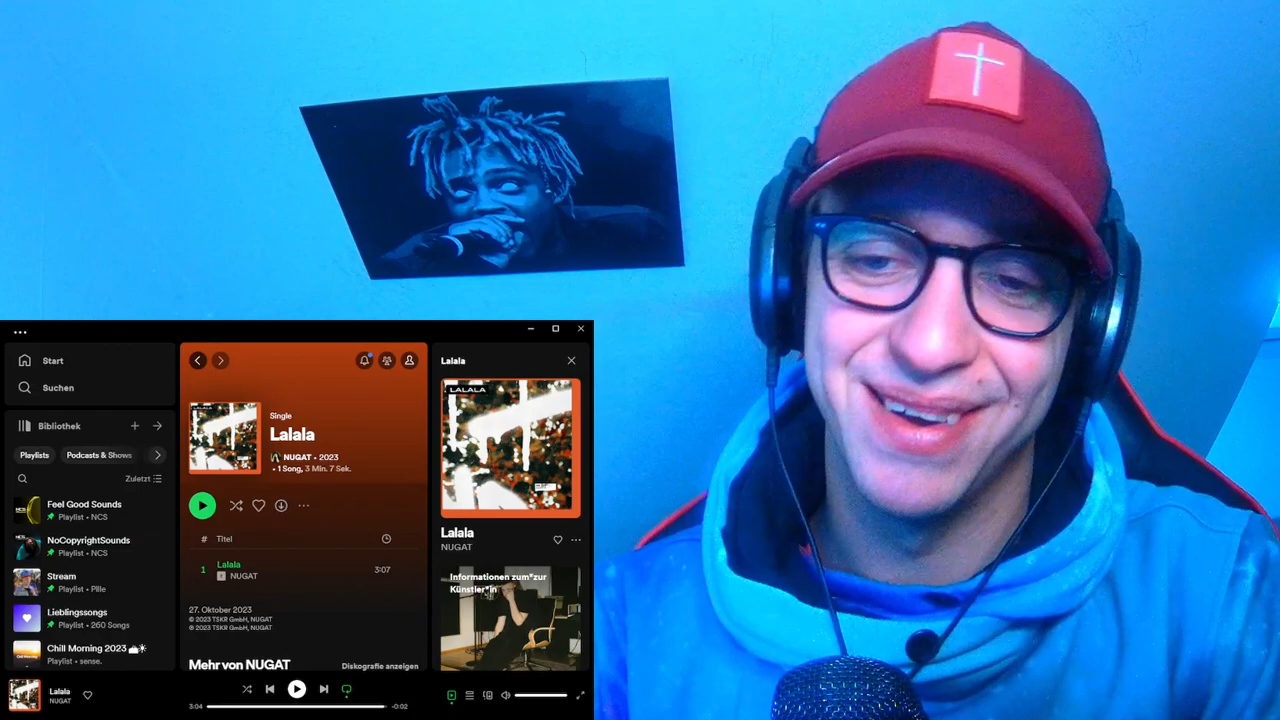 Start
Suchen
Bibliothek
Playlists
Podcasts & Shows
Zuletzt
Feel Good Sounds
Playlist • NCS
NoCopyrightSounds
Playlist • NCS
Stream
Playlist • Pille
Lieblingssongs
Playlist • 260 Songs
Chill Morning 2023
Playlist • sense.
Single
Lalala
NUGAT • 2023
• 1 Song, 3 Min. 7 Sek.
# Titel
1 Lalala 3:07
E NUGAT
27. Oktober 2023
© 2023 TSKR GmbH, NUGAT
℗ 2023 TSKR GmbH, NUGAT
Mehr von NUGAT
Diskografie anzeigen
Lalala
LALALA
Lalala
NUGAT
Informationen zum*zur
Künstler*in
Lalala
NUGAT
3:04
-0:02